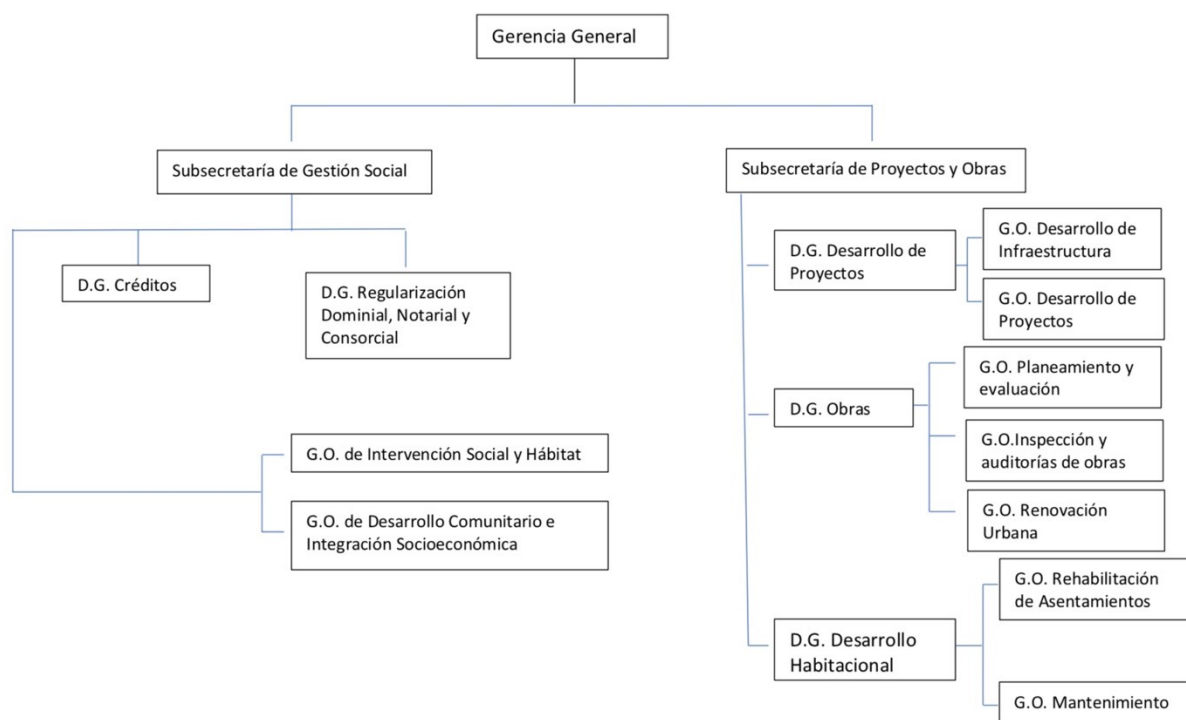 Gerencia General
Subsecretaría de Gestión Social
Subsecretaría de Proyectos y Obras
D.G. Créditos
D.G. Regularización
Dominial, Notarial y
Consorcial
G.O. de Intervención Social y Hábitat
G.O. de Desarrollo Comunitario e
Integración Socioeconómica
D.G. Desarrollo de
Proyectos
G.O. Desarrollo de
Infraestructura
G.O. Desarrollo de
Proyectos
D.G. Obras
G.O. Planeamiento y
evaluación
G.O.Inspección y
auditorías de obras
G.O. Renovación
Urbana
D.G. Desarrollo
Habitacional
G.O. Rehabilitación
de Asentamientos
G.O. Mantenimiento